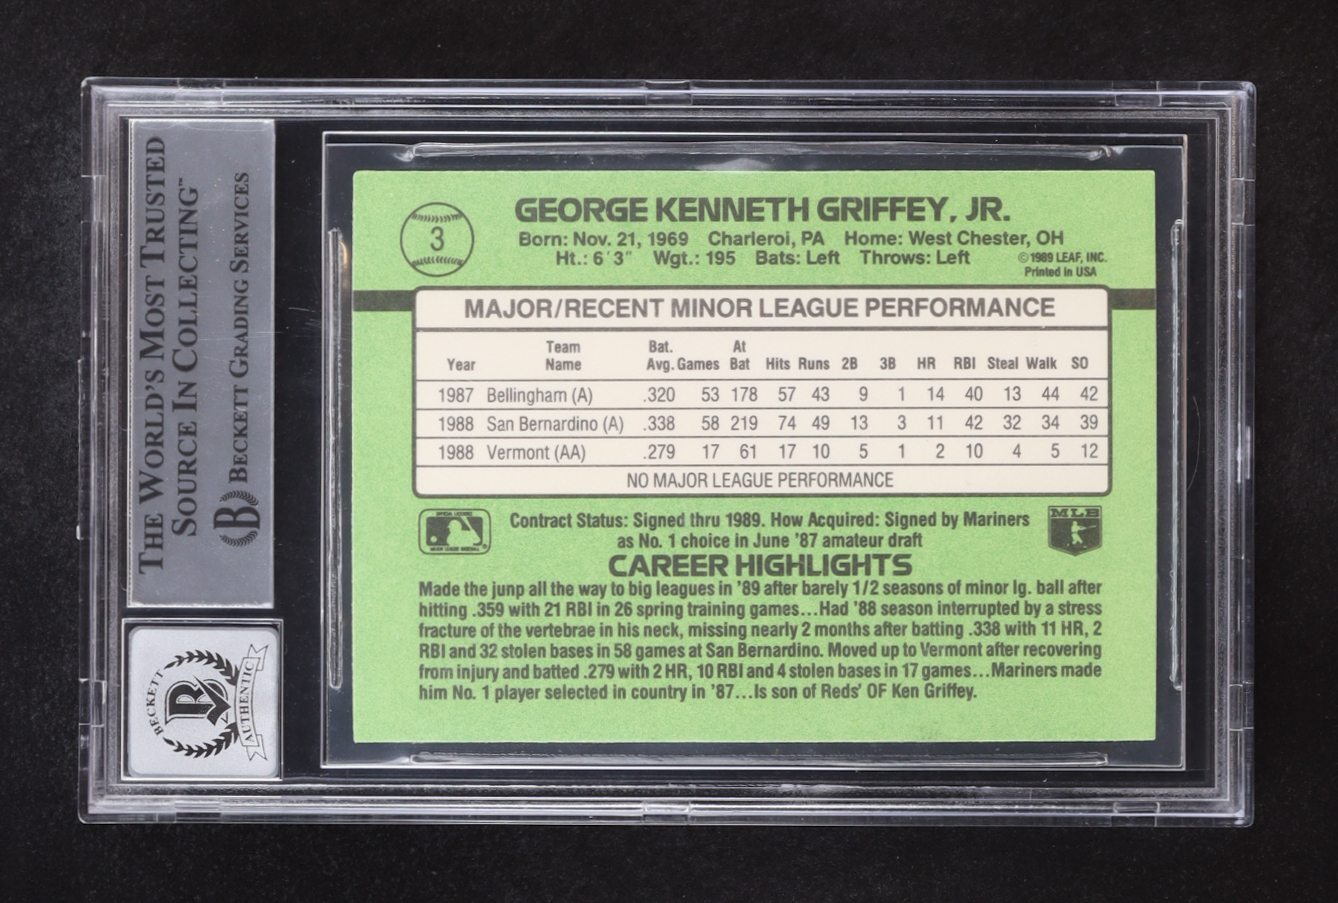 THE WORLD'S MOST TRUSTED
SOURCE IN COLLECTING™
BECKETT GRADING SERVICES
BECKETT
AUTHENTIC
3
GEORGE KENNETH GRIFFEY, JR.
Born: Nov. 21, 1969 Charleroi, PA Home: West Chester, OH
Ht.: 6'3" Wgt.: 195 Bats: Left Throws: Left
©1989 LEAF, INC.
Printed in USA
MAJOR/RECENT MINOR LEAGUE PERFORMANCE
Year Team Name Bat. Avg. Games At Bat Hits Runs 2B 3B HR RBI Steal Walk SO
1987 Bellingham (A) .320 53 178 57 43 9 1 14 40 13 44 42
1988 San Bernardino (A) .338 58 219 74 49 13 3 11 42 32 34 39
1988 Vermont (AA) .279 17 61 17 10 5 1 2 10 4 5 12
NO MAJOR LEAGUE PERFORMANCE
Contract Status: Signed thru 1989. How Acquired: Signed by Mariners
as No. 1 choice in June '87 amateur draft
MLB
CAREER HIGHLIGHTS
Made the junp all the way to big leagues in '89 after barely 1/2 seasons of minor lg. ball after
hitting .359 with 21 RBI in 26 spring training games...Had '88 season interrupted by a stress
fracture of the vertebrae in his neck, missing nearly 2 months after batting .338 with 11 HR, 2
RBI and 32 stolen bases in 58 games at San Bernardino. Moved up to Vermont after recovering
from injury and batted .279 with 2 HR, 10 RBI and 4 stolen bases in 17 games...Mariners made
him No. 1 player selected in country in '87...Is son of Reds' OF Ken Griffey.